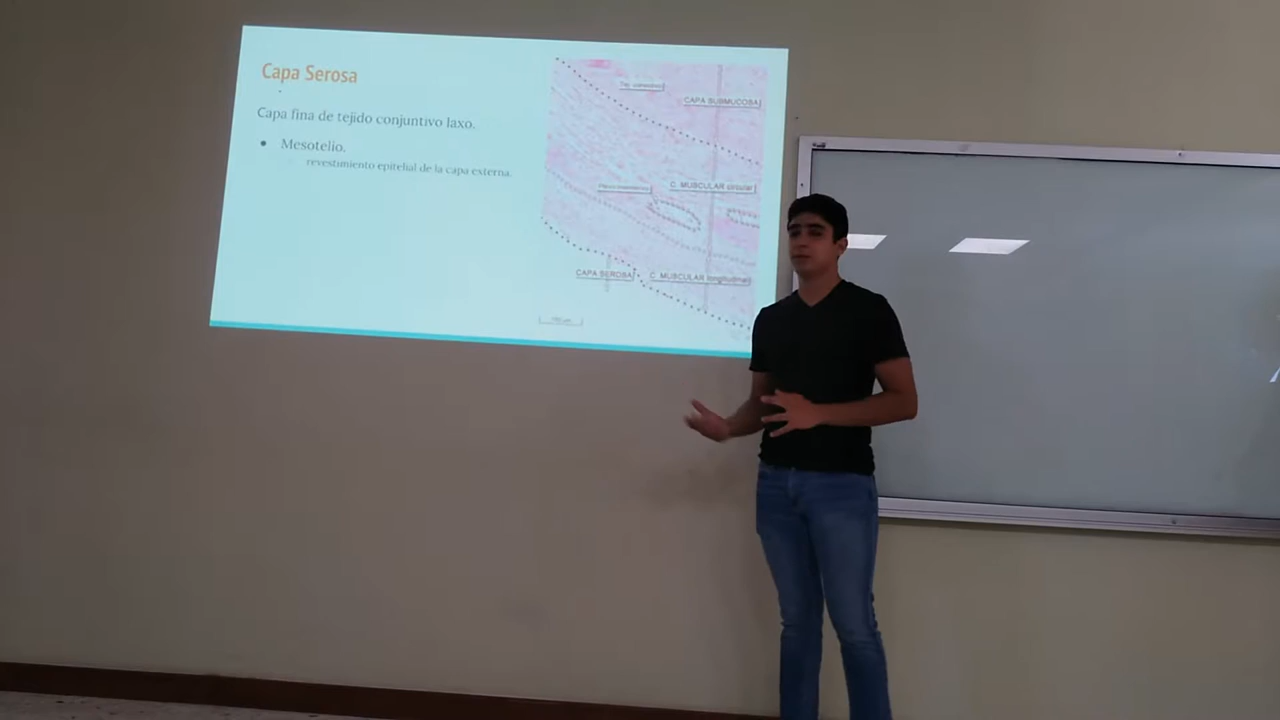 Capa Serosa
Capa fina de tejido conjuntivo laxo.
● Mesotelio.
revestimiento epitelial de la capa externa.
CAPA SUBMUCOSA
C. MUSCULAR circular
CAPA SEROSA
C. MUSCULAR longitudinal